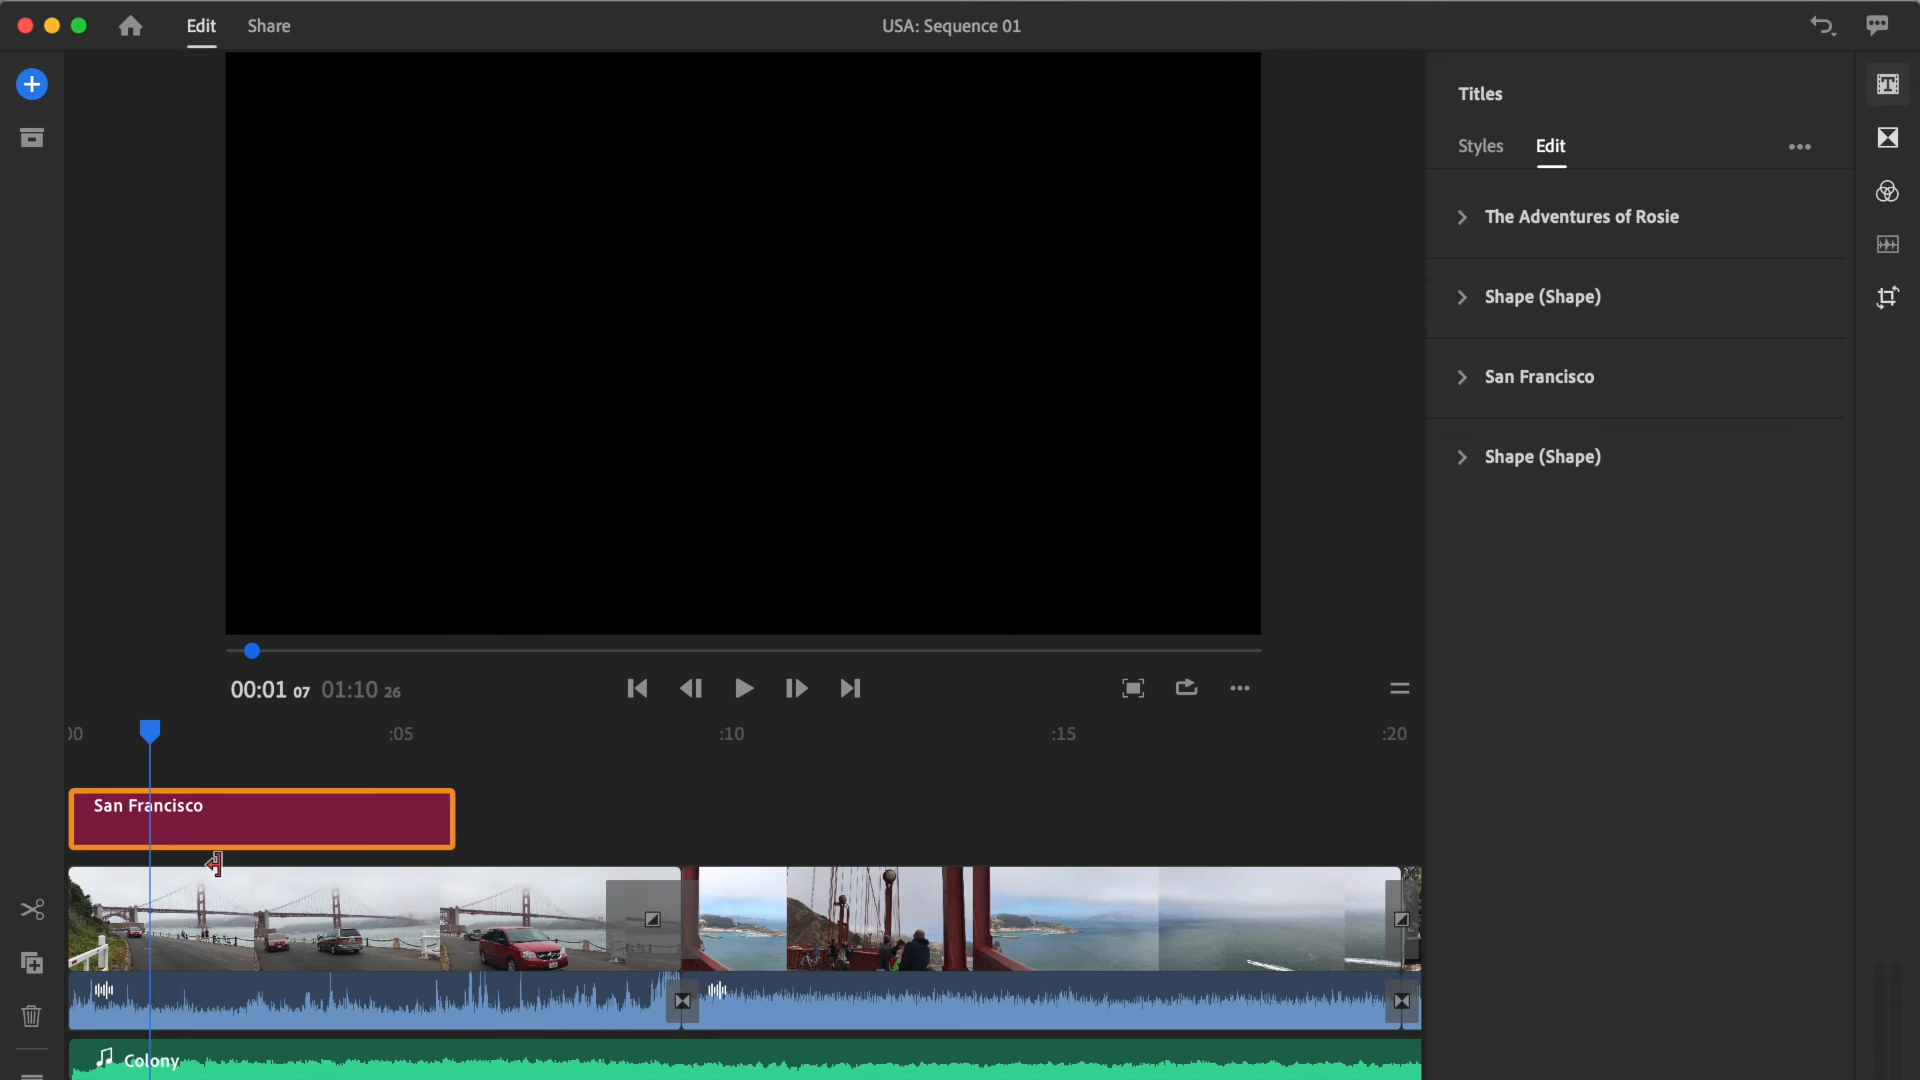 Edit Share USA: Sequence 01
Titles
Styles Edit
The Adventures of Rosie
Shape (Shape)
San Francisco
Shape (Shape)
00:01 07 01:10 26
:05 :10 :15 :20
San Francisco
Colony